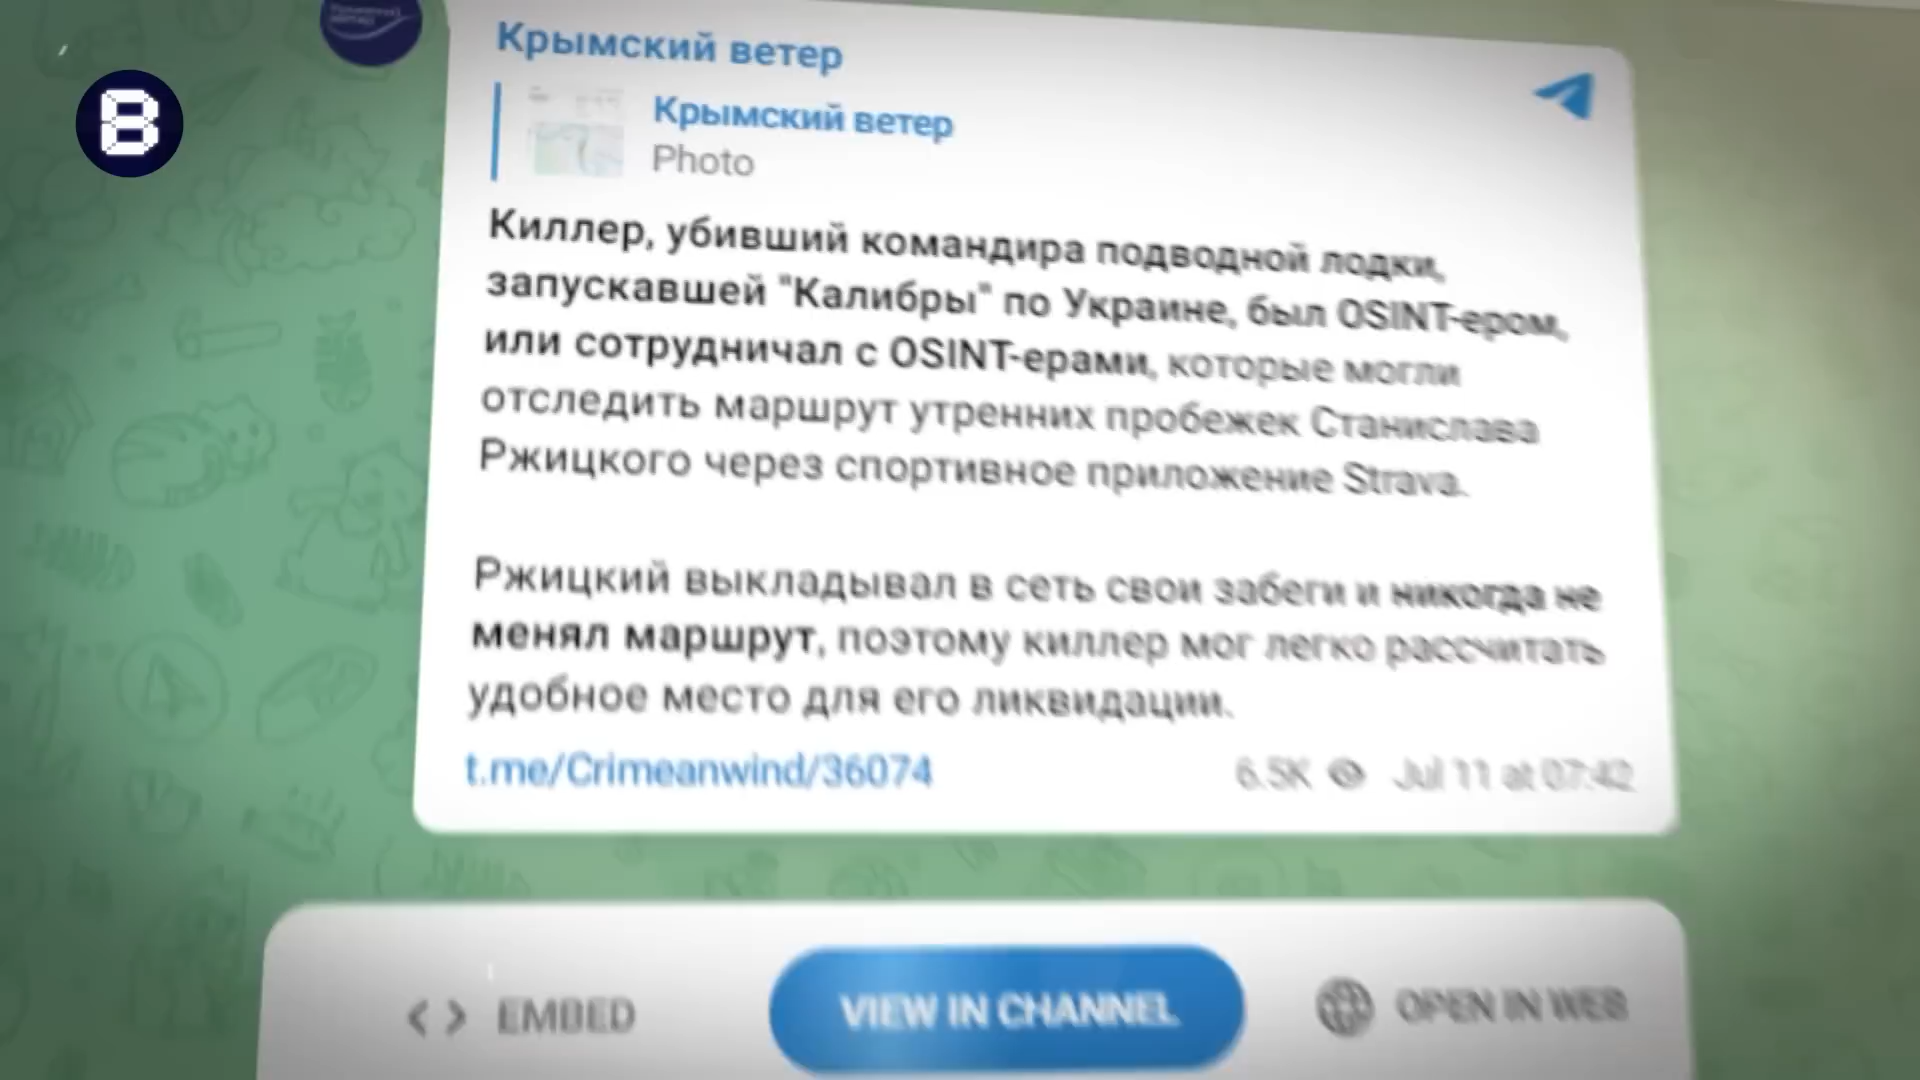 B
Крымский ветер
Крымский ветер
Photo
Киллер, убивший командира подводной лодки,
запускавшей "Калибры" по Украине, был OSINT-ером,
или сотрудничал с OSINT-ерами, которые могли
отследить маршрут утренних пробежек Станислава
Ржицкого через спортивное приложение Strava.
Ржицкий выкладывал в сеть свои забеги и никогда не
менял маршрут, поэтому киллер мог легко рассчитать
удобное место для его ликвидации.
t.me/Crimeanwind/36074 6.5K Jul 11 at 07:42
< > EMBED VIEW IN CHANNEL OPEN IN WEB